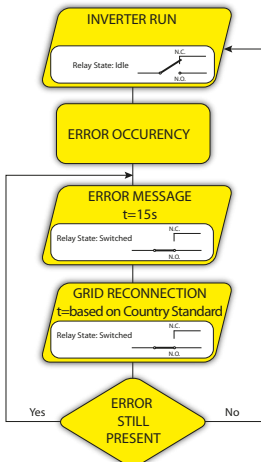 INVERTER RUN
N.C.
Relay State: Idle
N.O.
ERROR OCCURENCY
ERROR MESSAGE
t=15s
N.C.
Relay State: Switched
N.O.
GRID RECONNECTION
t=based on Country Standard
N.C.
Relay State: Switched
N.O.
Yes
ERROR
STILL
PRESENT
No